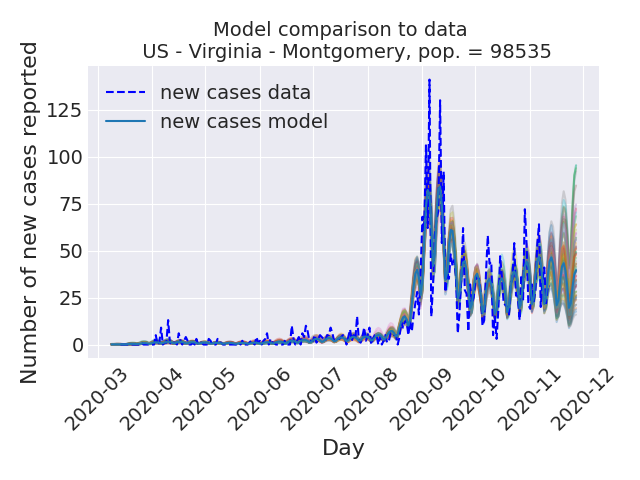 Model comparison to data
US - Virginia - Montgomery, pop. = 98535
new cases data
new cases model
Number of new cases reported
125
100
75
50
25
0
2020-03
2020-04
2020-05
2020-06
2020-07
2020-08
2020-09
2020-10
2020-11
2020-12
Day